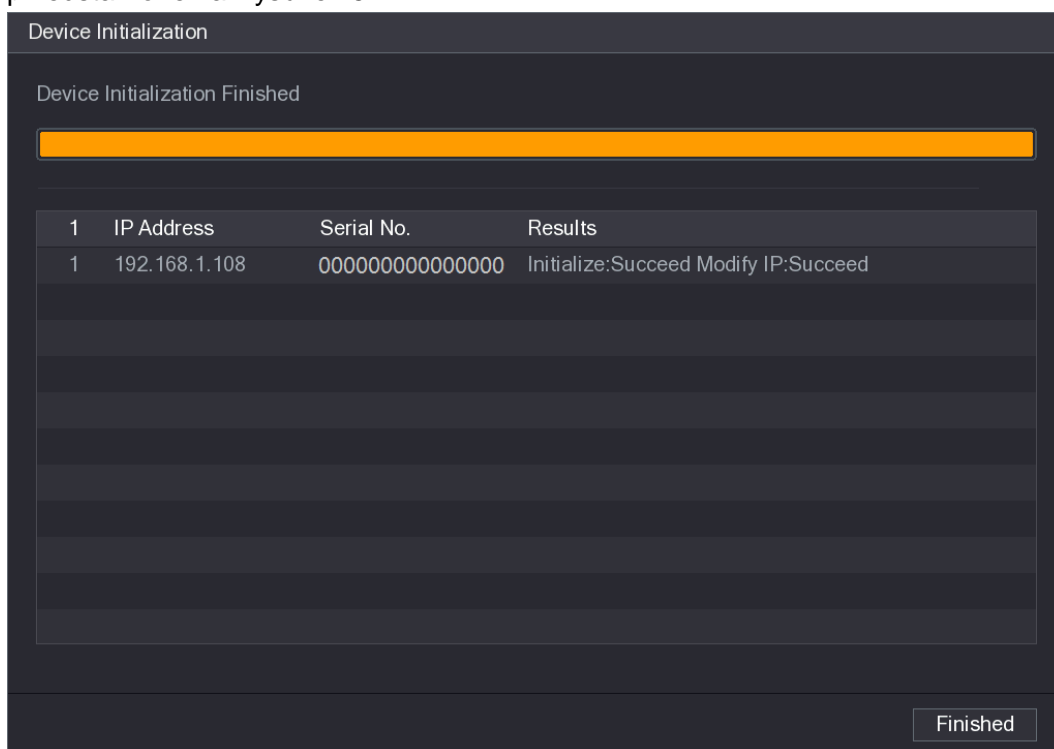 Device Initialization
Device Initialization Finished
1 IP Address Serial No. Results
1 192.168.1.108 000000000000000 Initialize:Succeed Modify IP:Succeed
Finished